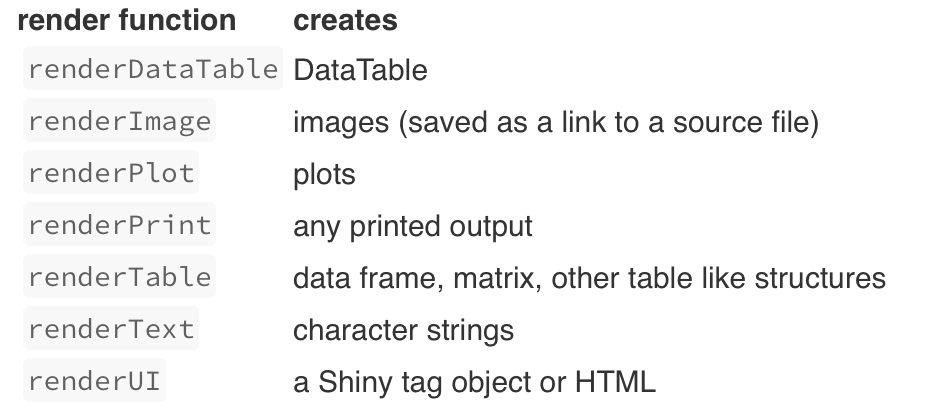 render function creates
renderDataTable DataTable
renderImage images (saved as a link to a source file)
renderPlot plots
renderPrint any printed output
renderTable data frame, matrix, other table like structures
renderText character strings
renderUI a Shiny tag object or HTML